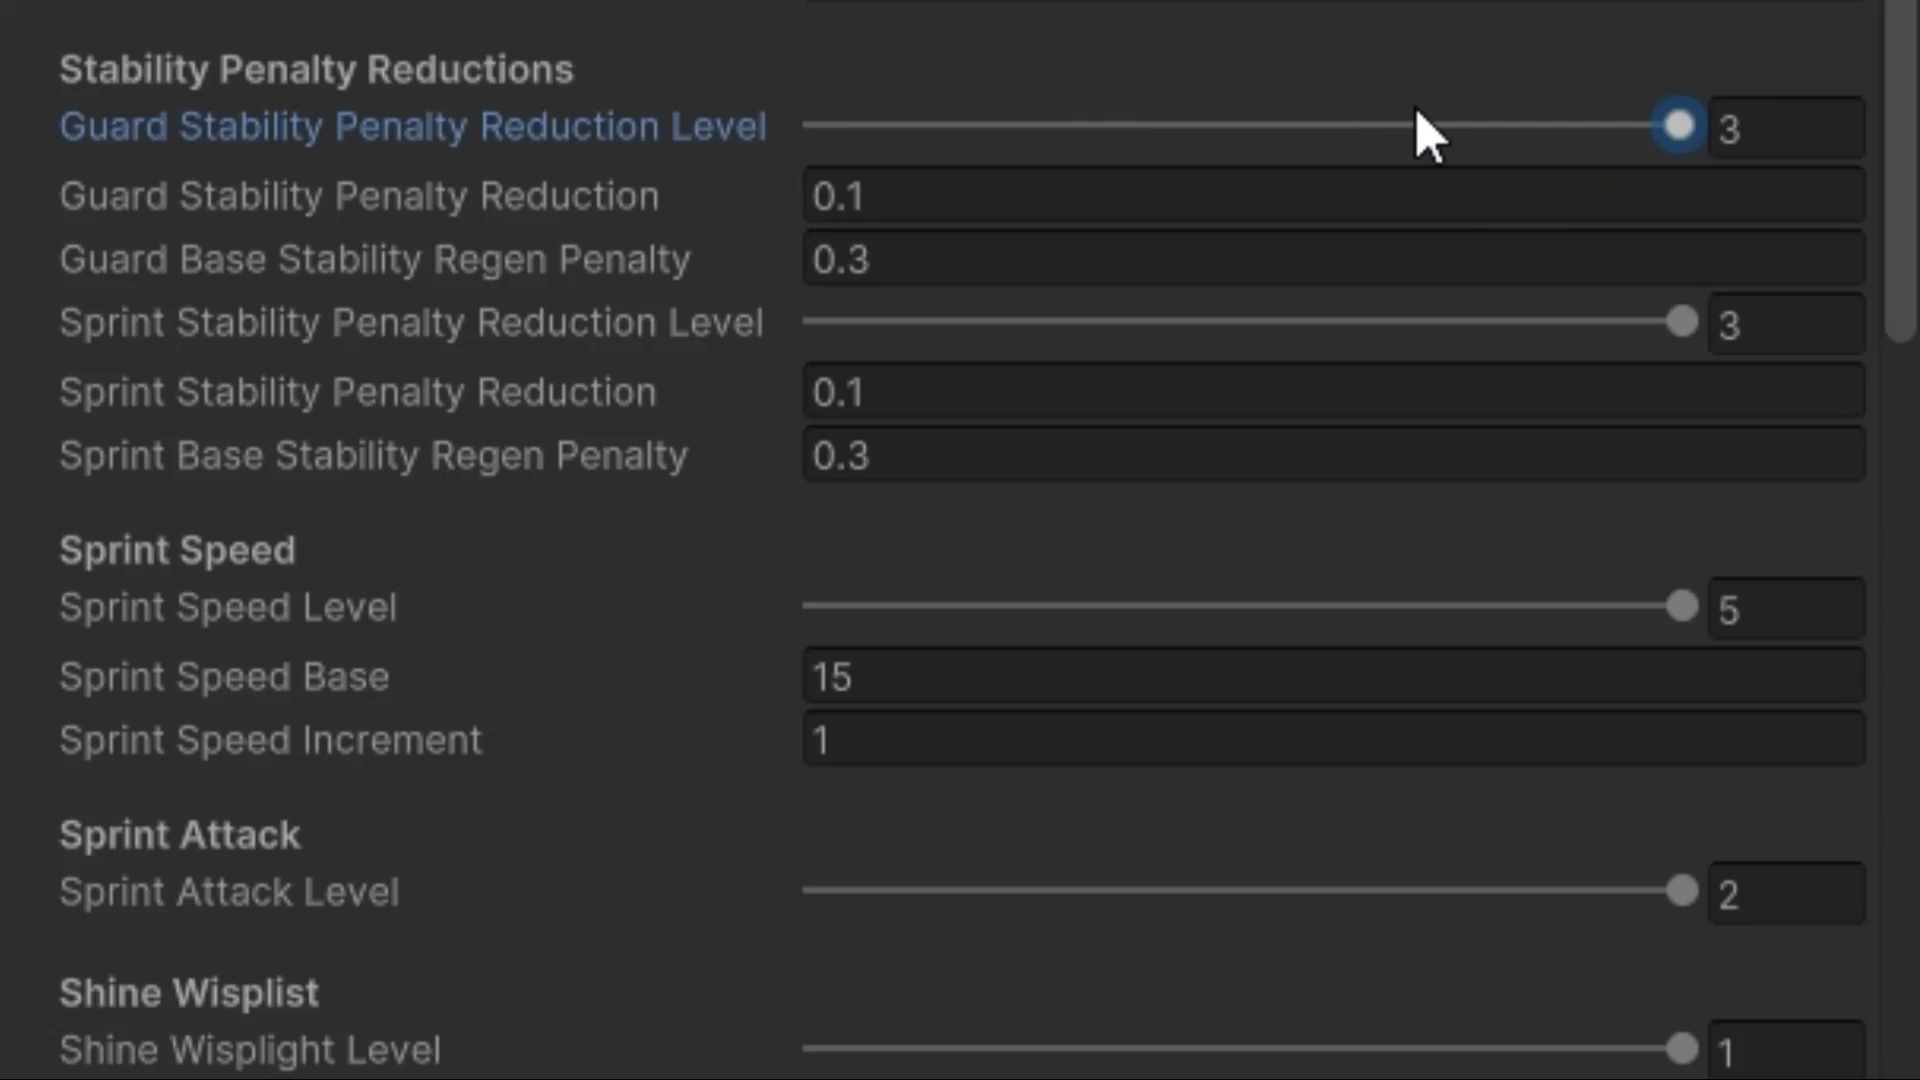 Stability Penalty Reductions
Guard Stability Penalty Reduction Level 3
Guard Stability Penalty Reduction 0.1
Guard Base Stability Regen Penalty 0.3
Sprint Stability Penalty Reduction Level 3
Sprint Stability Penalty Reduction 0.1
Sprint Base Stability Regen Penalty 0.3
Sprint Speed
Sprint Speed Level 5
Sprint Speed Base 15
Sprint Speed Increment 1
Sprint Attack
Sprint Attack Level 2
Shine Wisplist
Shine Wisplight Level 1